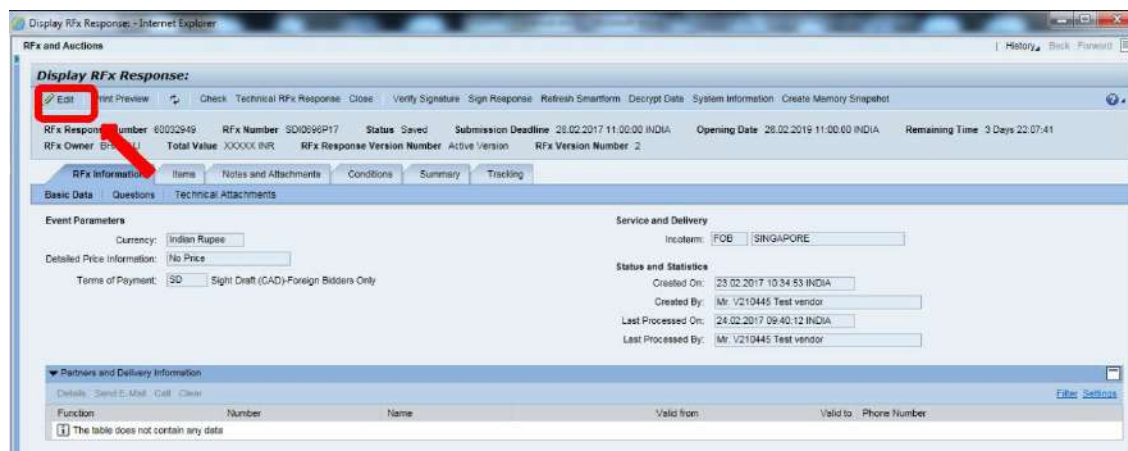 Display RFx Response: - Internet Explorer
RFx and Auctions
History Back Forward
Display RFx Response:
Edit Print Preview Check Technical RFx Response Close Verify Signature Sign Response Refresh Smartform Decrypt Data System Information Create Memory Snapshot
RFx Response Number 60032949 RFx Number SDI0696P17 Status Saved Submission Deadline 28.02.2017 11:00:00 INDIA Opening Date 28.02.2019 11:00:00 INDIA Remaining Time 3 Days 22:07:41
RFx Owner Total Value XXXXX INR RFx Response Version Number Active Version RFx Version Number 2
RFx Information Items Notes and Attachments Conditions Summary Tracking
Basic Data Questions Technical Attachments
Event Parameters Service and Delivery
Currency: Indian Rupee Incoterm: FOB SINGAPORE
Detailed Price Information: No Price
Status and Statistics
Terms of Payment: SD Sight Draft (CAD)-Foreign Bidders Only Created On: 23.02.2017 10:34:53 INDIA
Created By: Mr. V210445 Test vendor
Last Processed On: 24.02.2017 09:40:12 INDIA
Last Processed By: Mr. V210445 Test vendor
Partners and Delivery Information
Details Send E-Mail Call Clear Filter Settings
Function Number Name Valid from Valid to Phone Number
The table does not contain any data